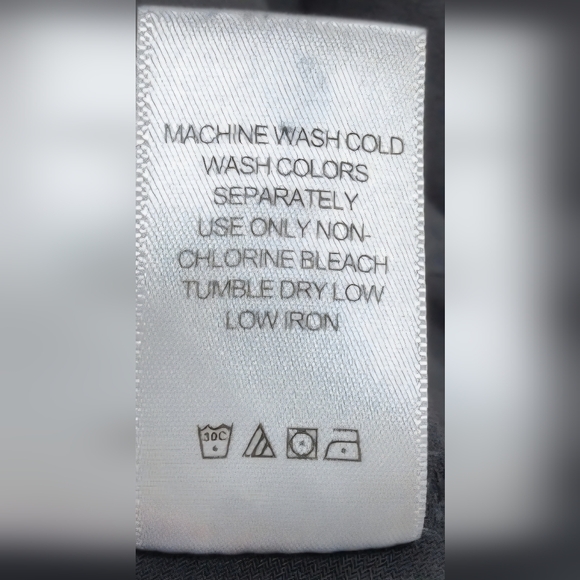 MACHINE WASH COLD
WASH COLORS
SEPARATELY
USE ONLY NON-
CHLORINE BLEACH
TUMBLE DRY LOW
LOW IRON
30C